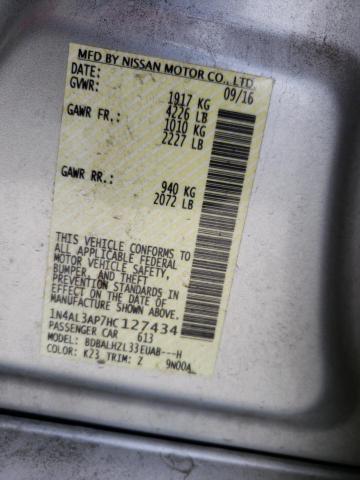 MFD BY NISSAN MOTOR CO., LTD.
DATE: 09/16
GVWR: 1917 KG
4226 LB
GAWR FR.: 1010 KG
2227 LB
GAWR RR.: 940 KG
2072 LB
THIS VEHICLE CONFORMS TO
ALL APPLICABLE FEDERAL
MOTOR VEHICLE SAFETY,
BUMPER, AND THEFT
PREVENTION STANDARDS IN
EFFECT ON THE DATE OF
MANUFACTURE SHOWN ABOVE.
1N4AL3AP7HC127434
PASSENGER CAR 613
MODEL: BDBALHZL33EUAB---H
COLOR: K23 TRIM: Z 9N00A